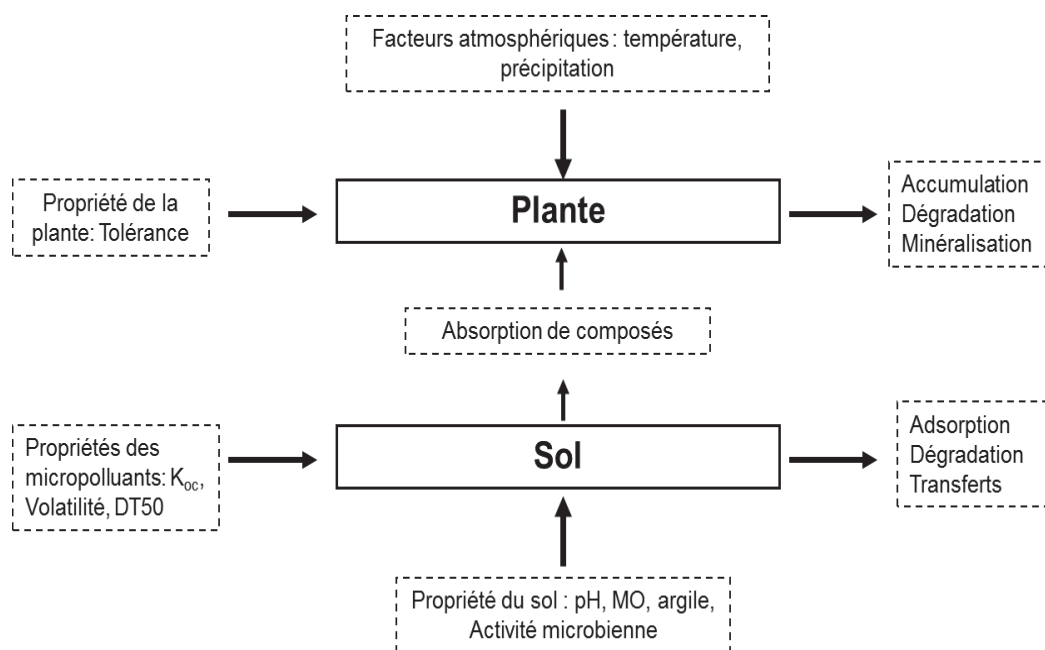 Facteurs atmosphériques : température,
précipitation
Propriété de la
plante: Tolérance
Plante
Accumulation
Dégradation
Minéralisation
Absorption de composés
Propriétés des
micropolluants: Koc,
Volatilité, DT50
Sol
Adsorption
Dégradation
Transferts
Propriété du sol : pH, MO, argile,
Activité microbienne